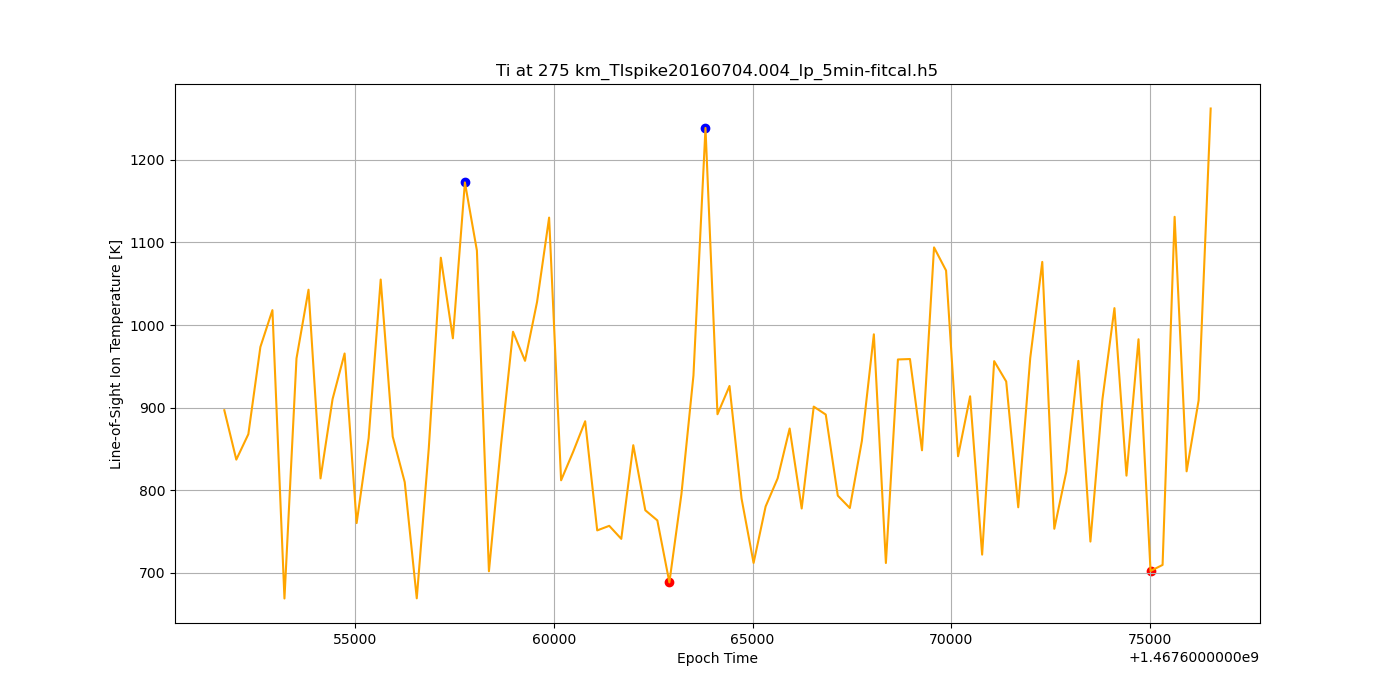 Ti at 275 km_TIspike20160704.004_lp_5min-fitcal.h5
Line-of-Sight Ion Temperature [K]
1200
1100
1000
900
800
700
55000 60000 65000 70000 75000
Epoch Time
+1.4676000000e9